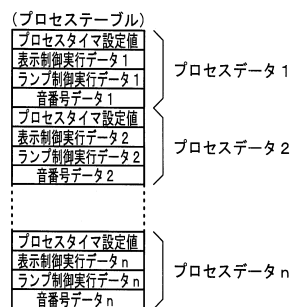 (プロセステーブル)
プロセスタイマ設定値
表示制御実行データ1
ランプ制御実行データ1
音番号データ1
プロセスデータ1
プロセスタイマ設定値
表示制御実行データ2
ランプ制御実行データ2
音番号データ2
プロセスデータ2
プロセスタイマ設定値
表示制御実行データn
ランプ制御実行データn
音番号データn
プロセスデータn